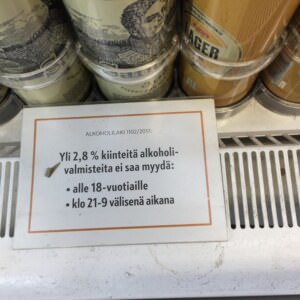 LAGER
ALKOHOLILAKI 1102/2017:
Yli 2,8 % kiinteitä alkoholi-
valmisteita ei saa myydä:
• alle 18-vuotiaille
• klo 21-9 välisenä aikana